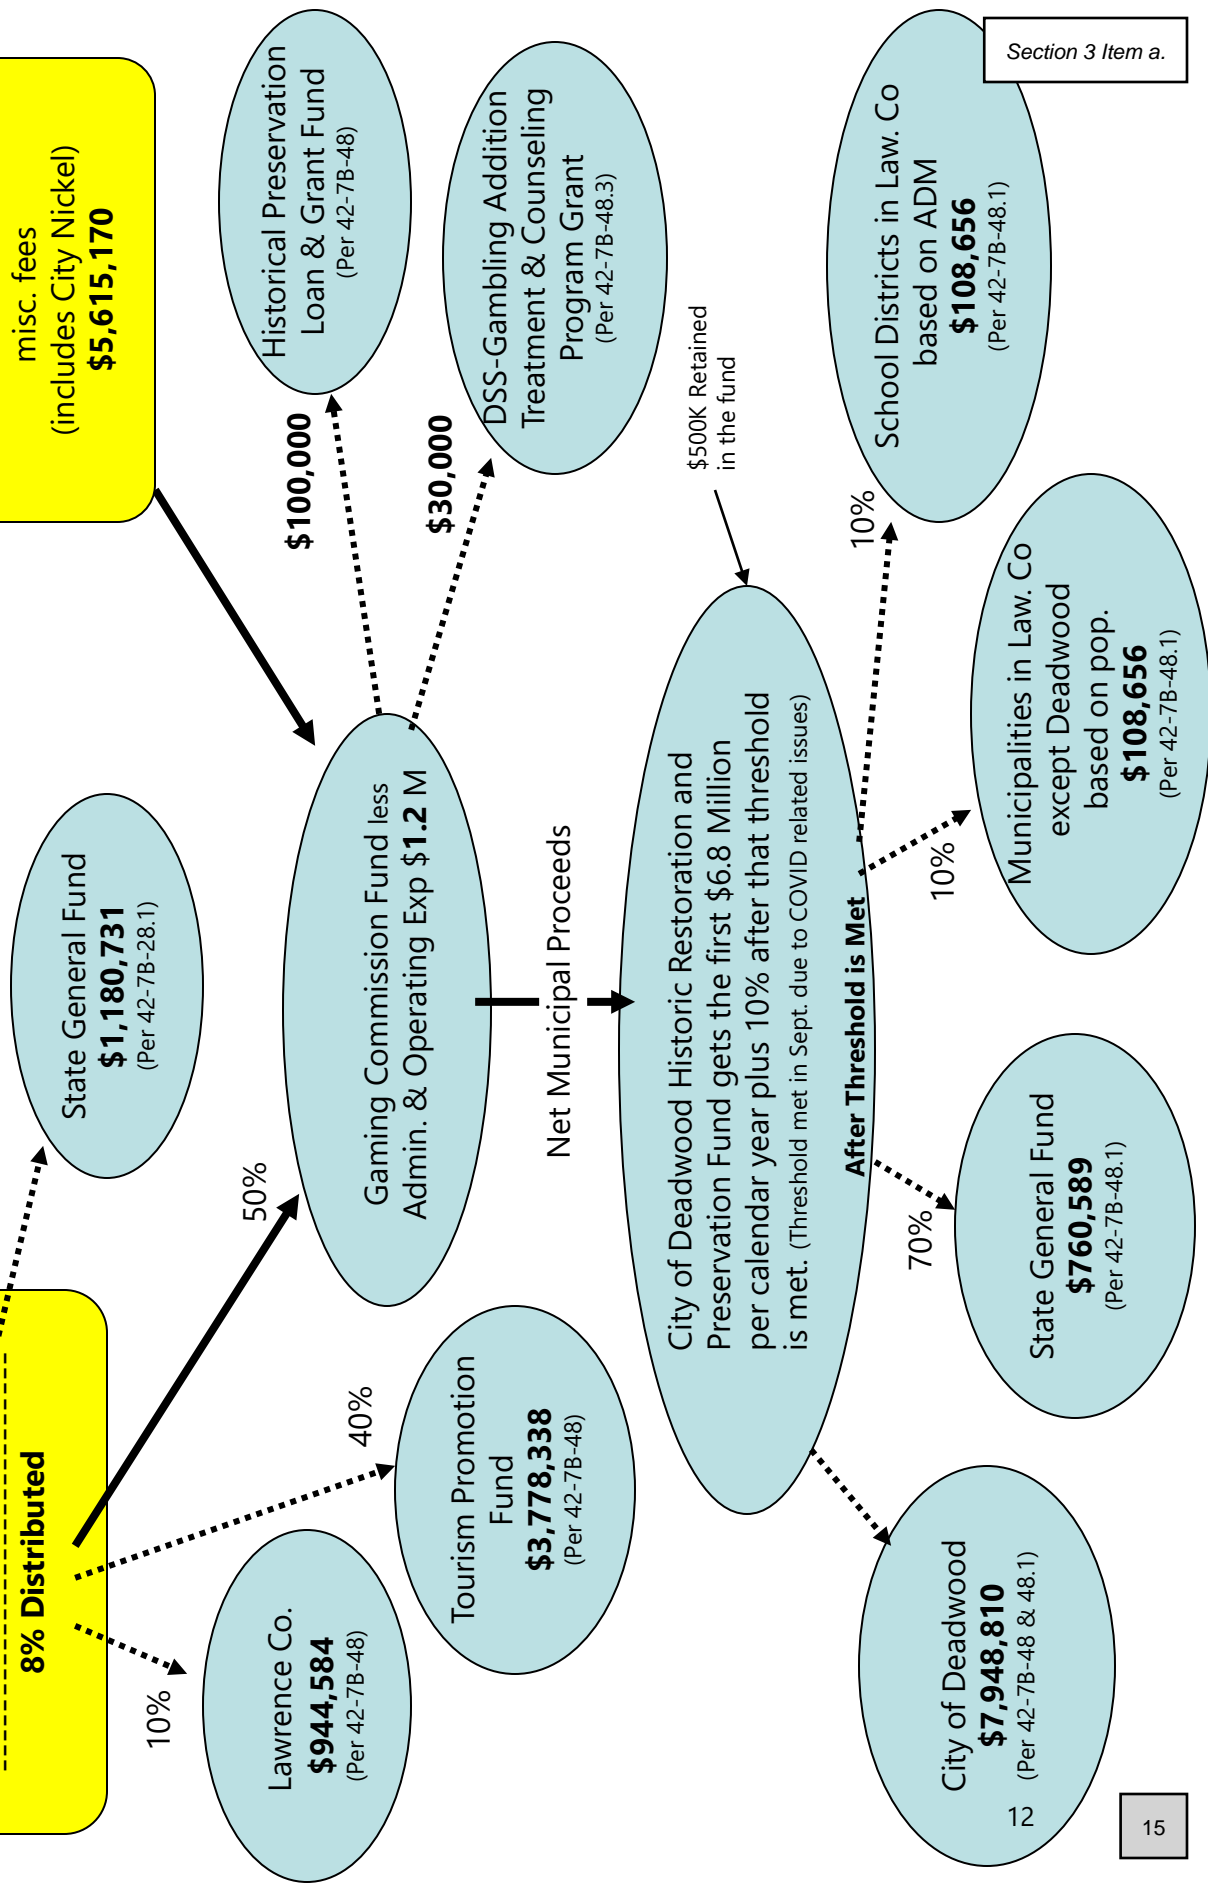 8% Distributed
misc. fees
(includes City Nickel)
$5,615,170
State General Fund
$1,180,731
(Per 42-7B-28.1)
10%
40%
50%
$100,000
$30,000
Historical Preservation
Loan & Grant Fund
(Per 42-7B-48)
Lawrence Co.
$944,584
(Per 42-7B-48)
Tourism Promotion
Fund
$3,778,338
(Per 42-7B-48)
Gaming Commission Fund less
Admin. & Operating Exp $1.2 M
DSS-Gambling Addition
Treatment & Counseling
Program Grant
(Per 42-7B-48.3)
Net Municipal Proceeds
$500K Retained
in the fund
City of Deadwood Historic Restoration and
Preservation Fund gets the first $6.8 Million
per calendar year plus 10% after that threshold
is met. (Threshold met in Sept. due to COVID related issues)
After Threshold is Met
70%
10%
10%
City of Deadwood
$7,948,810
(Per 42-7B-48 & 48.1)
State General Fund
$760,589
(Per 42-7B-48.1)
Municipalities in Law. Co
except Deadwood
based on pop.
$108,656
(Per 42-7B-48.1)
School Districts in Law. Co
based on ADM
$108,656
(Per 42-7B-48.1)
12
Section 3 Item a.
15